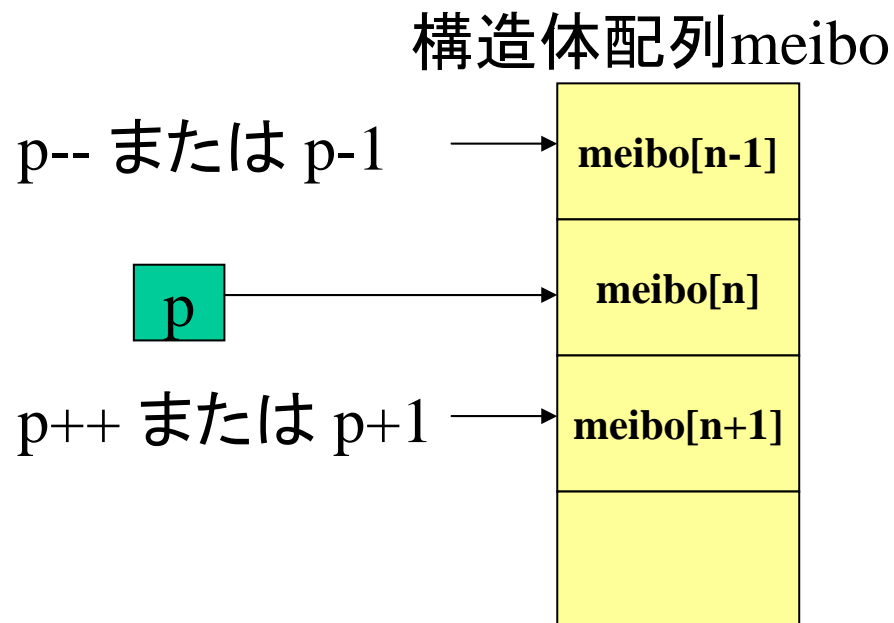 構造体配列meibo
p-- または p-1
meibo[n-1]
p
meibo[n]
p++ または p+1
meibo[n+1]